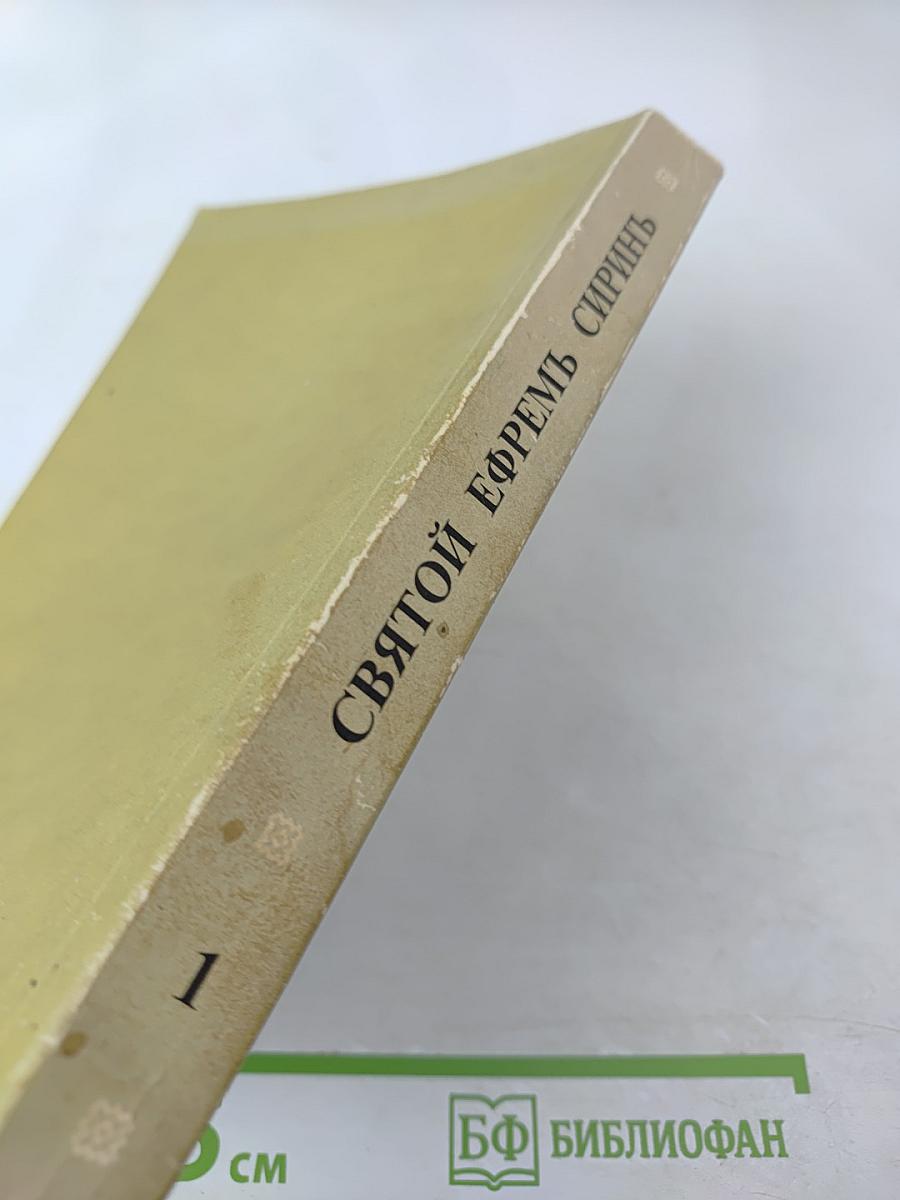 СВЯТОЙ ЕФРЕМЪ СИРИНЪ
1
см
БФ БИБЛИОФАН